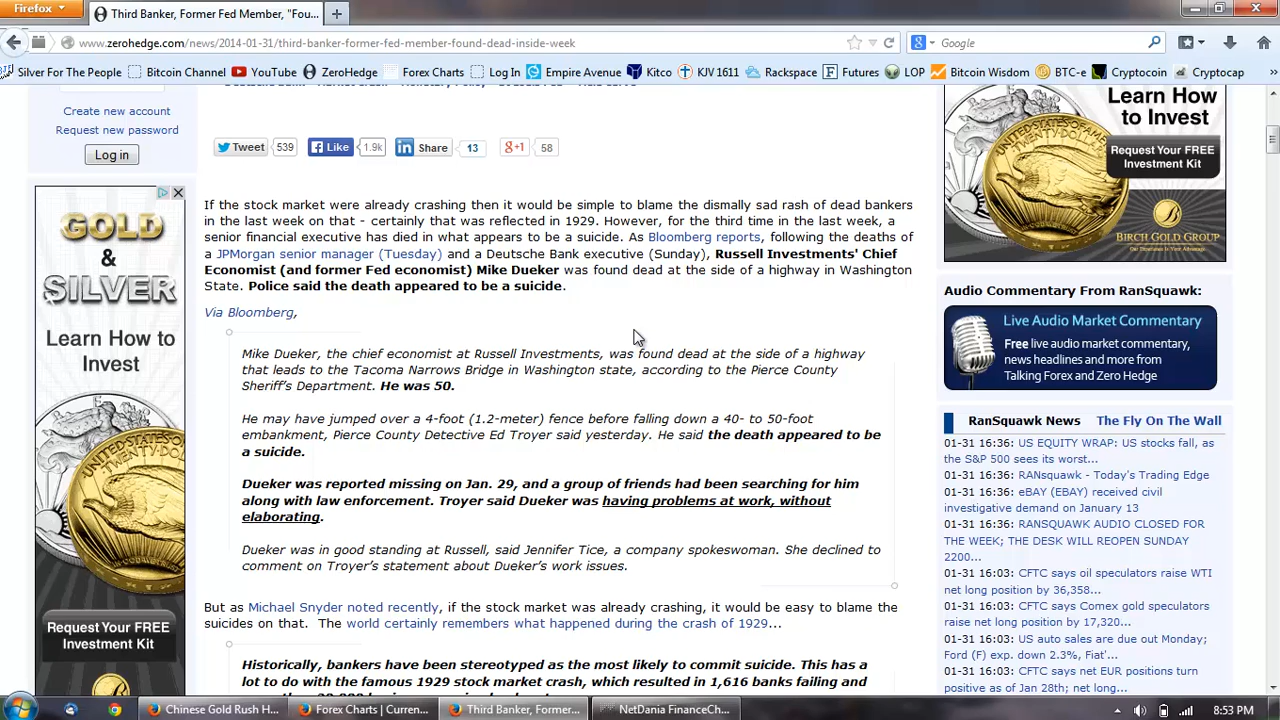 Firefox
Third Banker, Former Fed Member, "Fou...
www.zerohedge.com/news/2014-01-31/third-banker-former-fed-member-found-dead-inside-week
Google
Silver For The People
Bitcoin Channel
YouTube
ZeroHedge
Forex Charts
Log In
Empire Avenue
Kitco
KJV 1611
Rackspace
Futures
LOP
Bitcoin Wisdom
BTC-e
Cryptocoin
Cryptocap
»
Create new account
Request new password
Log in
Tweet 539
Like 1.9k
Share 13
+1 58
GOLD
&
SILVER
Learn How to
Invest
Request Your FREE
Investment Kit
If the stock market were already crashing then it would be simple to blame the dismally sad rash of dead bankers
in the last week on that - certainly that was reflected in 1929. However, for the third time in the last week, a
senior financial executive has died in what appears to be a suicide. As Bloomberg reports, following the deaths of
a JPMorgan senior manager (Tuesday) and a Deutsche Bank executive (Sunday), Russell Investments' Chief
Economist (and former Fed economist) Mike Dueker was found dead at the side of a highway in Washington
State. Police said the death appeared to be a suicide.
Via Bloomberg,
Mike Dueker, the chief economist at Russell Investments, was found dead at the side of a highway
that leads to the Tacoma Narrows Bridge in Washington state, according to the Pierce County
Sheriff's Department. He was 50.
He may have jumped over a 4-foot (1.2-meter) fence before falling down a 40- to 50-foot
embankment, Pierce County Detective Ed Troyer said yesterday. He said the death appeared to be
a suicide.
Dueker was reported missing on Jan. 29, and a group of friends had been searching for him
along with law enforcement. Troyer said Dueker was having problems at work, without
elaborating.
Dueker was in good standing at Russell, said Jennifer Tice, a company spokeswoman. She declined to
comment on Troyer's statement about Dueker's work issues.
But as Michael Snyder noted recently, if the stock market was already crashing, it would be easy to blame the
suicides on that. The world certainly remembers what happened during the crash of 1929...
Historically, bankers have been stereotyped as the most likely to commit suicide. This has a
lot to do with the famous 1929 stock market crash, which resulted in 1,616 banks failing and
Learn How
to Invest
Request Your FREE
Investment Kit
BIRCH GOLD GROUP
Audio Commentary From RanSquawk:
Live Audio Market Commentary
Free live audio market commentary,
news headlines and more from
Talking Forex and Zero Hedge
RanSquawk News
The Fly On The Wall
01-31 16:36: US EQUITY WRAP: US stocks fall, as
the S&P 500 sees its worst...
01-31 16:36: RANsquawk - Today's Trading Edge
01-31 16:36: eBAY (EBAY) received civil
investigative demand on January 13
01-31 16:36: RANSQUAWK AUDIO CLOSED FOR
THE WEEK; THE DESK WILL REOPEN SUNDAY
2200...
01-31 16:03: CFTC says oil speculators raise WTI
net long position by 36,358...
01-31 16:03: CFTC says Comex gold speculators
raise net long position by 17,320...
01-31 16:03: US auto sales are due out Monday;
Ford (F) exp. down 2.3%, Fiat'...
01-31 16:03: CFTC says net EUR positions turn
positive as of Jan 28th; net long...
Chinese Gold Rush H...
Forex Charts | Curren...
Third Banker, Former...
NetDania FinanceCh...
8:53 PM